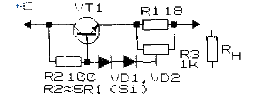 +E VT1 R1 18
R3
1K
RH
R2 100 VD1, VD2
R2≈5R1 (Si)